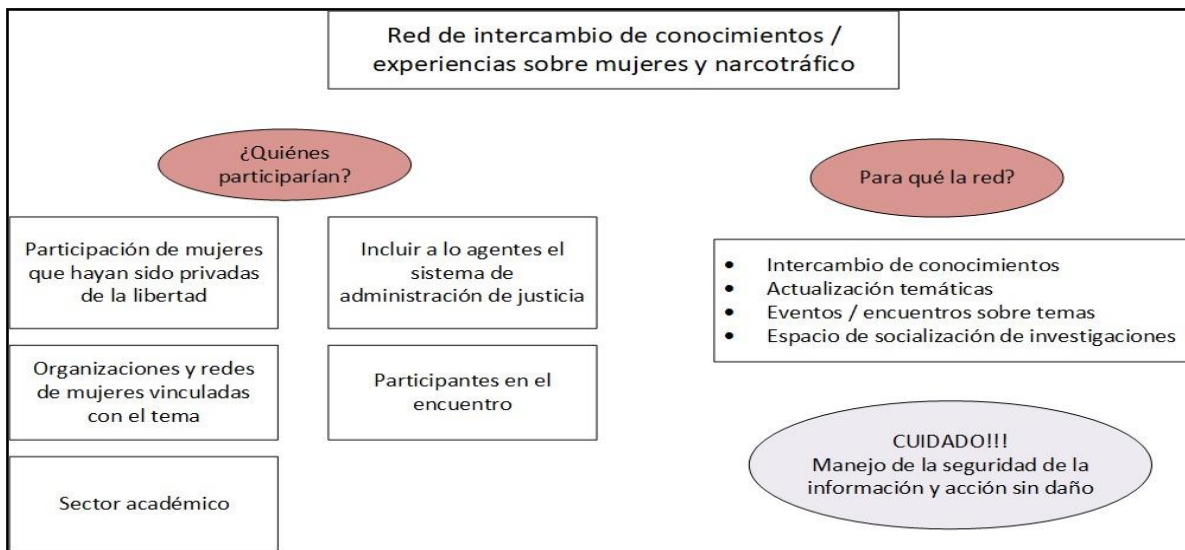 Red de intercambio de conocimientos /
experiencias sobre mujeres y narcotráfico
¿Quiénes
participarían?
Participación de mujeres
que hayan sido privadas
de la libertad
Incluir a lo agentes el
sistema de
administración de justicia
Organizaciones y redes
de mujeres vinculadas
con el tema
Participantes en el
encuentro
Sector académico
Para qué la red?
• Intercambio de conocimientos
• Actualización temáticas
• Eventos / encuentros sobre temas
• Espacio de socialización de investigaciones
CUIDADO!!!
Manejo de la seguridad de la
información y acción sin daño